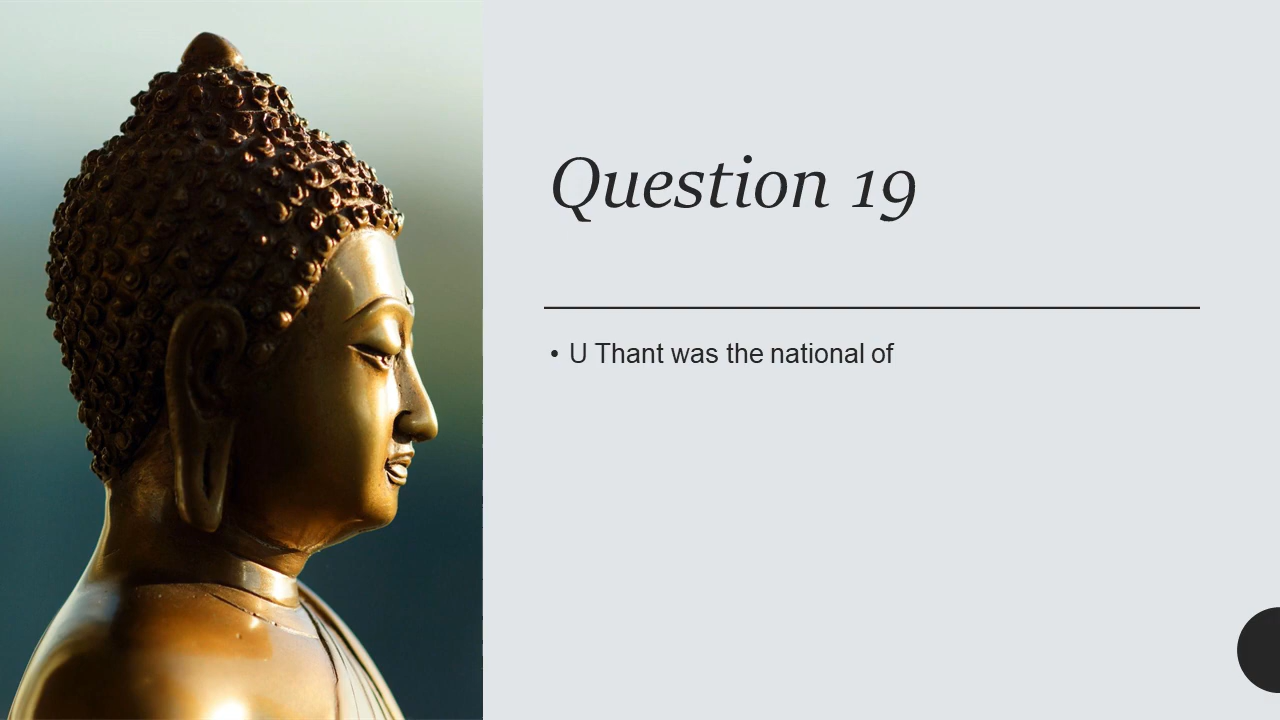 Question 19
• U Thant was the national of